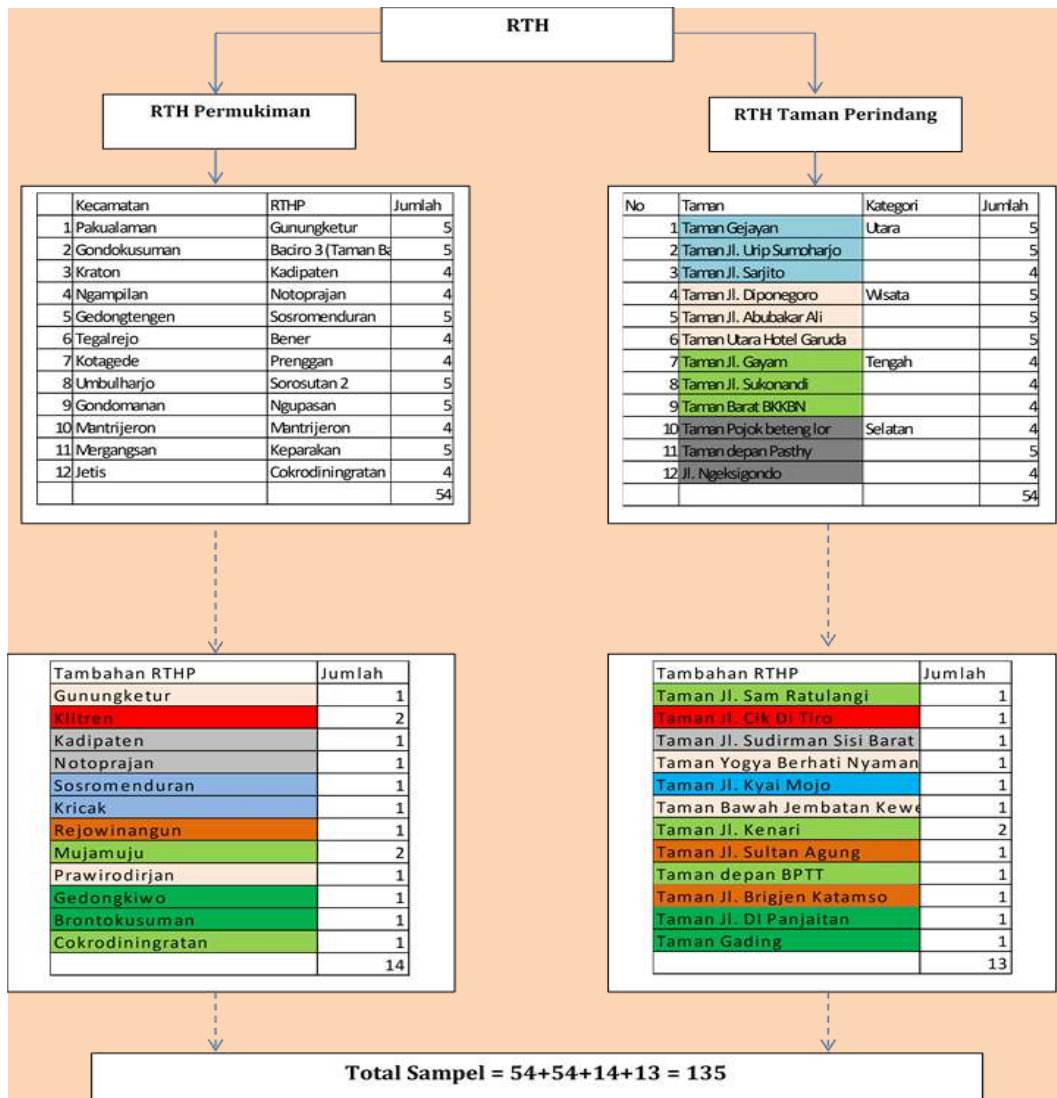 RTH
RTH Permukiman
RTH Taman Perindang
Kecamatan RTHP Jumlah
1 Pakualaman Gunungketur 5
2 Gondokusuman Baciro 3 (Taman Ba 5
3 Kraton Kadipaten 4
4 Ngampilan Notoprajan 4
5 Gedongtengen Sosromenduran 5
6 Tegalrejo Bener 4
7 Kotagede Prenggan 4
8 Umbulharjo Sorosutan 2 5
9 Gondomanan Ngupasan 5
10 Mantrijeron Mantrijeron 4
11 Mergangsan Keparakan 5
12 Jetis Cokrodiningratan 4
54
No Taman Kategori Jumlah
1 Taman Gejayan Utara 5
2 Taman Jl. Urip Sumoharjo 5
3 Taman Jl. Sarjito 4
4 Taman Jl. Diponegoro Wisata 5
5 Taman Jl. Abubakar Ali 5
6 Taman Utara Hotel Garuda 5
7 Taman Jl. Gayam Tengah 4
8 Taman Jl. Sukonandi 4
9 Taman Barat BKKBN 4
10 Taman Pojok beteng lor Selatan 4
11 Taman depan Pasthy 5
12 Jl. Ngeksigondo 4
54
Tambahan RTHP Jumlah
Gunungketur 1
Klitren 2
Kadipaten 1
Notoprajan 1
Sosromenduran 1
Kricak 1
Rejowinangun 1
Mujamuju 2
Prawirodirjan 1
Gedongkiwo 1
Brontokusuman 1
Cokrodiningratan 1
14
Tambahan RTHP Jumlah
Taman Jl. Sam Ratulangi 1
Taman Jl. Cik Di Tiro 1
Taman Jl. Sudirman Sisi Barat 1
Taman Yogya Berhati Nyaman 1
Taman Jl. Kyai Mojo 1
Taman Bawah Jembatan Kewe 1
Taman Jl. Kenari 2
Taman Jl. Sultan Agung 1
Taman depan BPTT 1
Taman Jl. Brigjen Katamso 1
Taman Jl. DI Panjaitan 1
Taman Gading 1
13
Total Sampel = 54+54+14+13 = 135